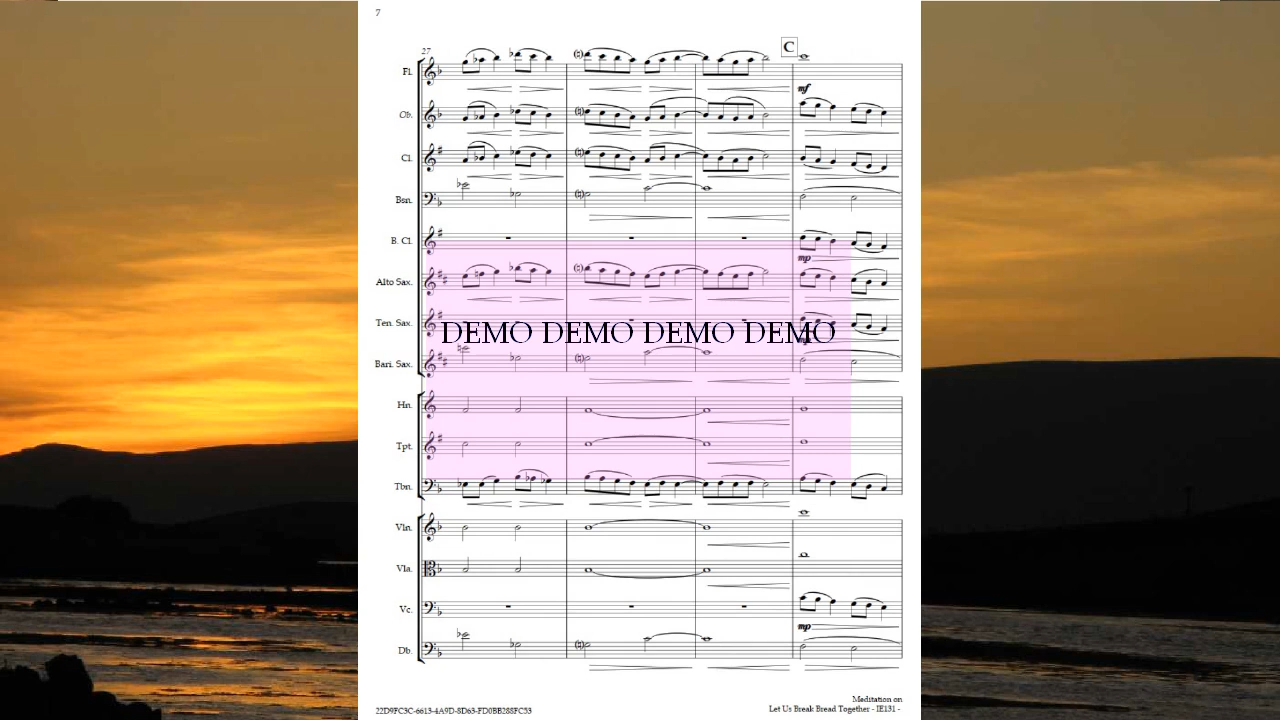 7
C
27
Fl.
mf
Ob.
Cl.
Bsn.
B. Cl.
mp
Alto Sax.
Ten. Sax.
DEMO DEMO DEMO DEMO
mp
Bari. Sax.
Hn.
Tpt.
Tbn.
Vln.
Vla.
Vc.
mp
Db.
Meditation on
22D9FC3C-6613-4A9D-8D63-FD0BB288FC53
Let Us Break Bread Together - IE131 -